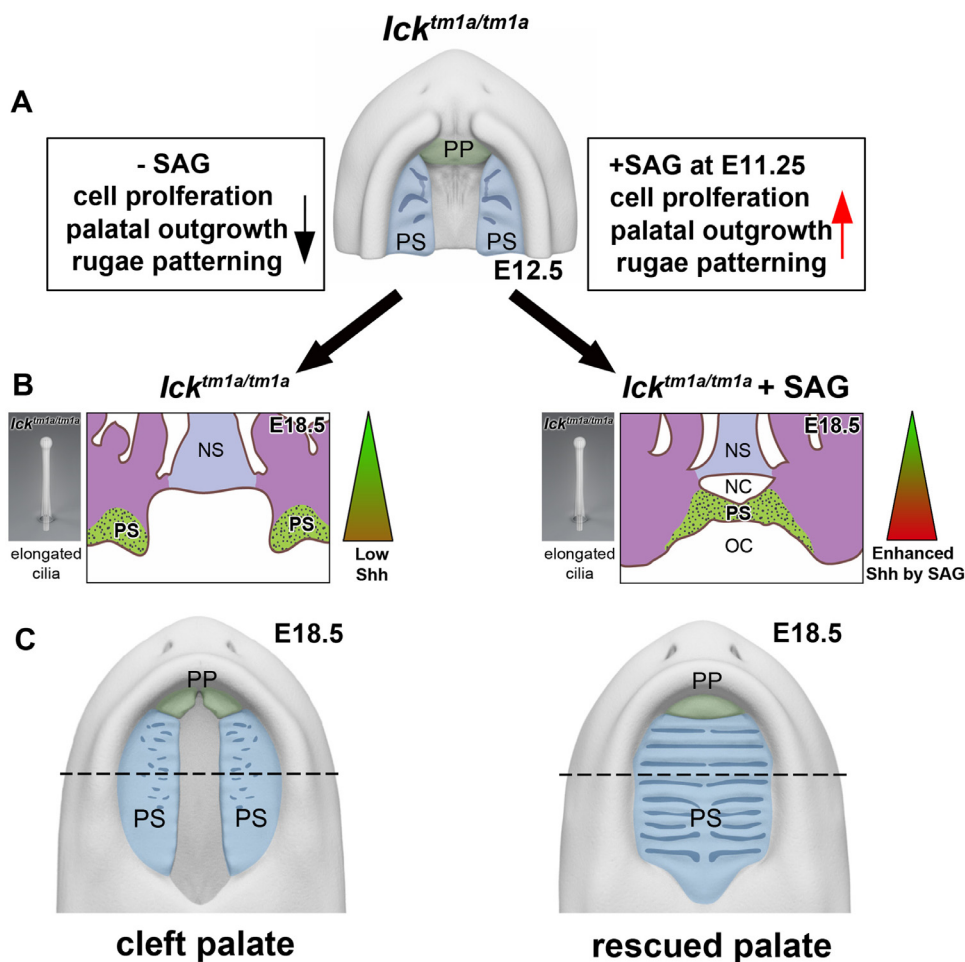 Ick^tm1a/tm1a
A
- SAG
cell prolferation
palatal outgrowth
rugae patterning
PP
PS
PS
E12.5
+SAG at E11.25
cell prolferation
palatal outgrowth
rugae patterning
B
Ick^tm1a/tm1a
Ick^tm1a/tm1a
elongated
cilia
E18.5
NS
PS
PS
Low
Shh
Ick^tm1a/tm1a + SAG
Ick^tm1a/tm1a
elongated
cilia
E18.5
NS
NC
PS
OC
Enhanced
Shh by SAG
C
E18.5
PP
PS
PS
cleft palate
E18.5
PP
PS
rescued palate